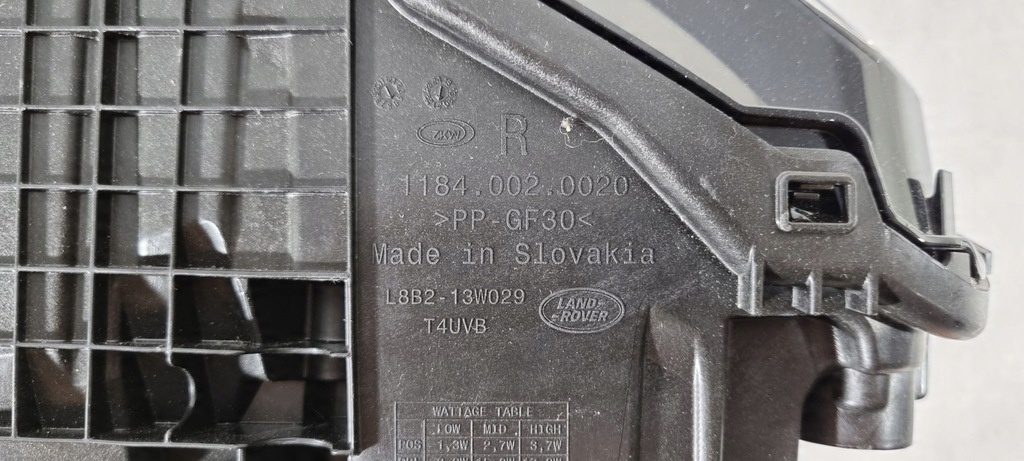 ZKW
R
1184.002.0020
>PP-GF30<
Made in Slovakia
L8B2-13W029
T4UVB
LAND-
ROVER
WATTAGE TABLE
LOW MID HIGH
POS 1,3W 2,7W 3,7W